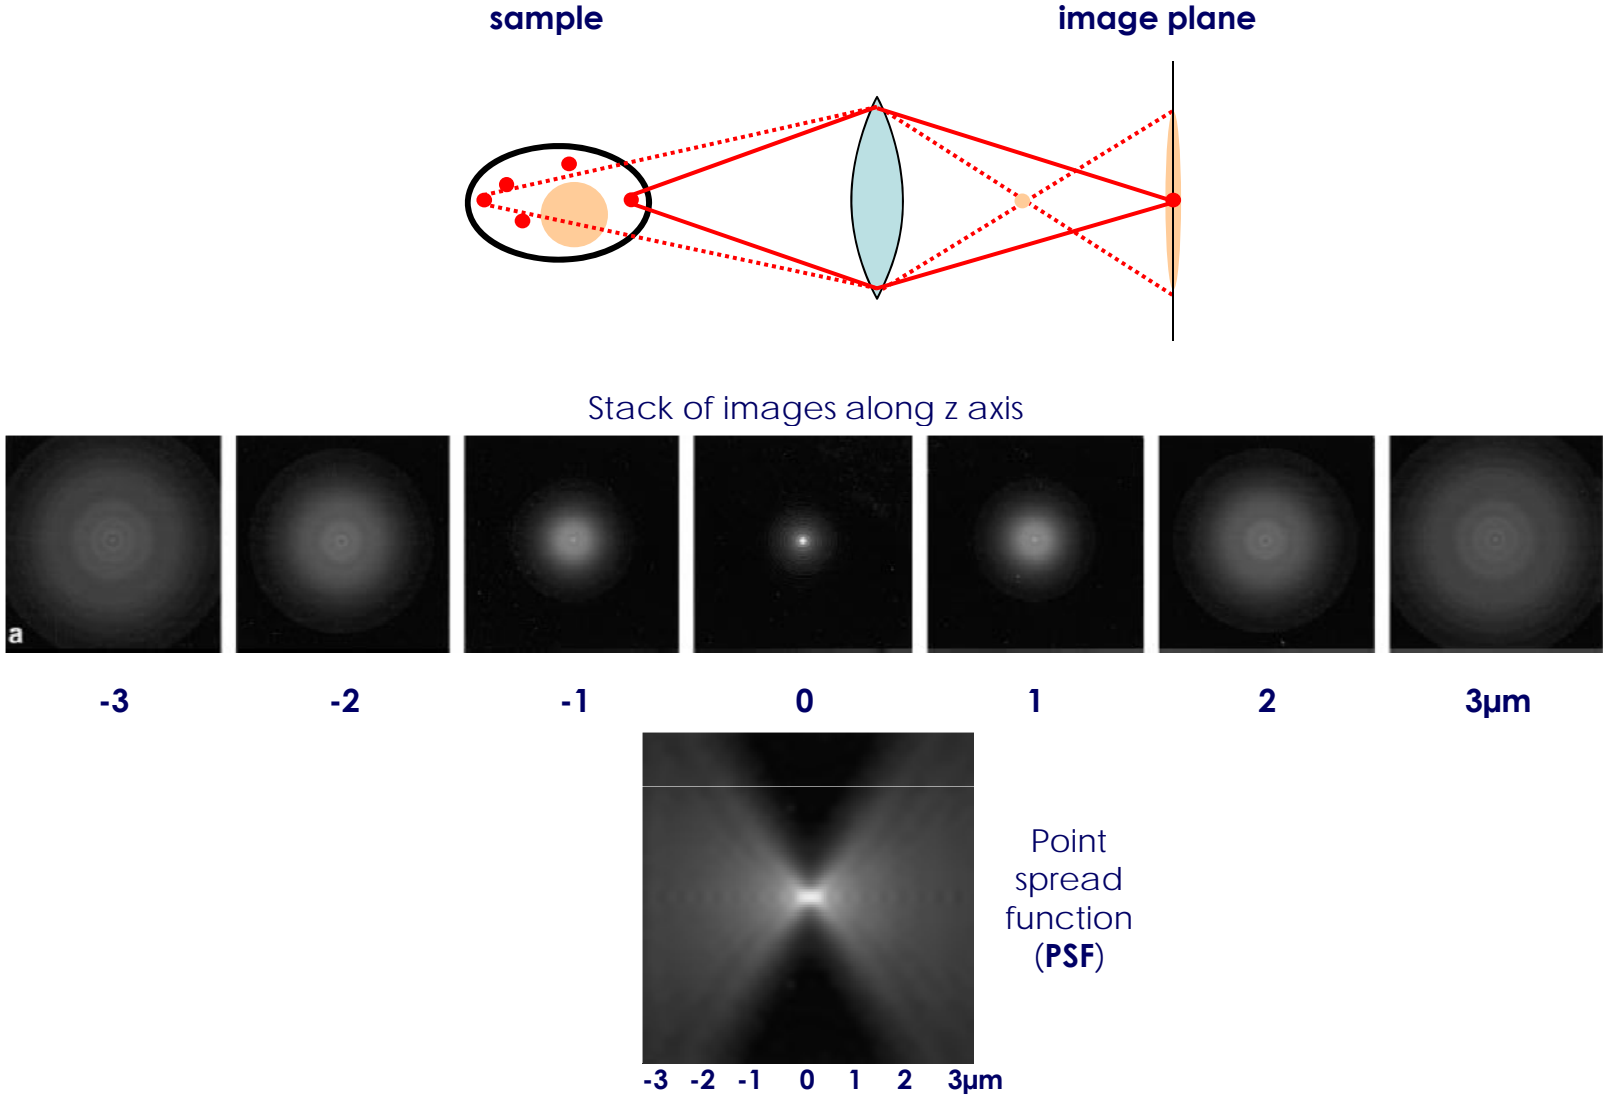 sample image plane
Stack of images along z axis
a
-3 -2 -1 0 1 2 3µm
Point
spread
function
(PSF)
-3 -2 -1 0 1 2 3µm